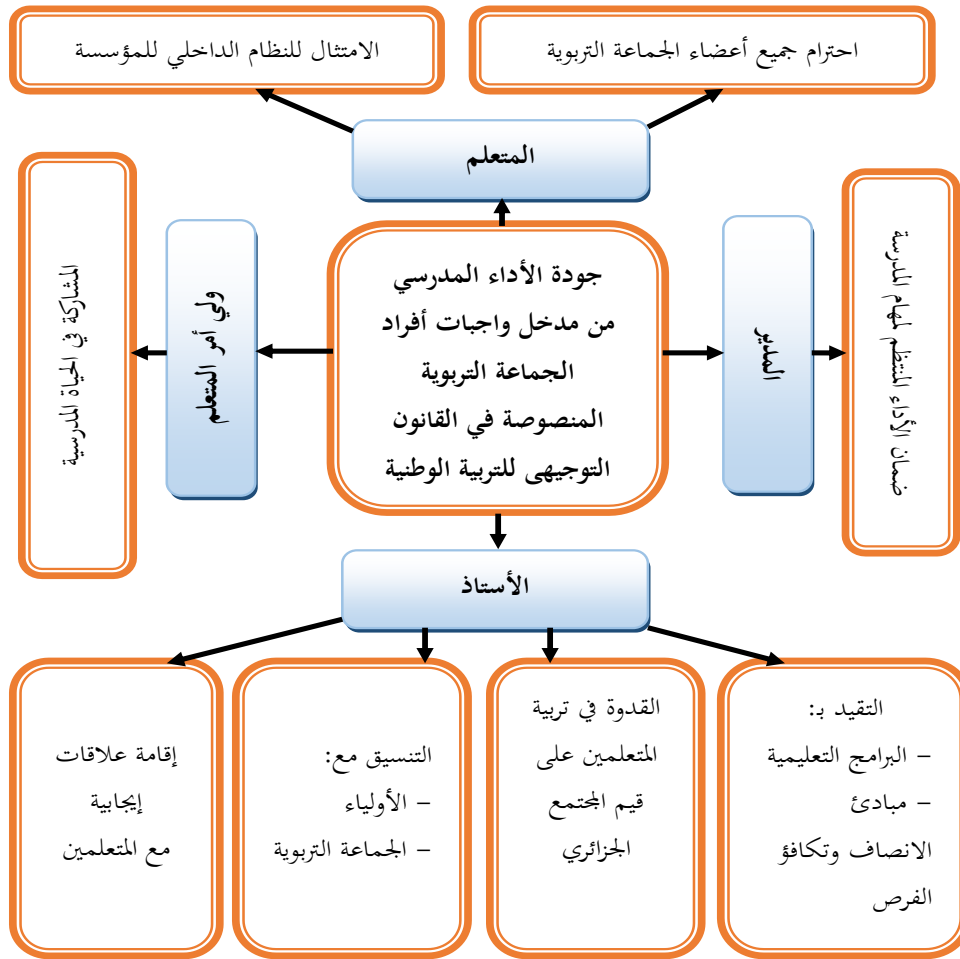 احترام جميع أعضاء الجماعة التربوية
الامتثال للنظام الداخلي للمؤسسة
المتعلم
ضمان الأداء المنتظم لمهام المدرسة
المدير
جودة الأداء المدرسي
من مدخل واجبات أفراد
الجماعة التربوية
المنصوصة في القانون
التوجيهي للتربية الوطنية
ولي أمر المتعلم
المشاركة في الحياة المدرسية
الأستاذ
التقيد بـ:
– البرامج التعليمية
– مبادئ
الانصاف وتكافؤ
الفرص
القدوة في تربية
المتعلمين على
قيم المجتمع
الجزائري
التنسيق مع:
– الأولياء
– الجماعة التربوية
إقامة علاقات
إيجابية
مع المتعلمين